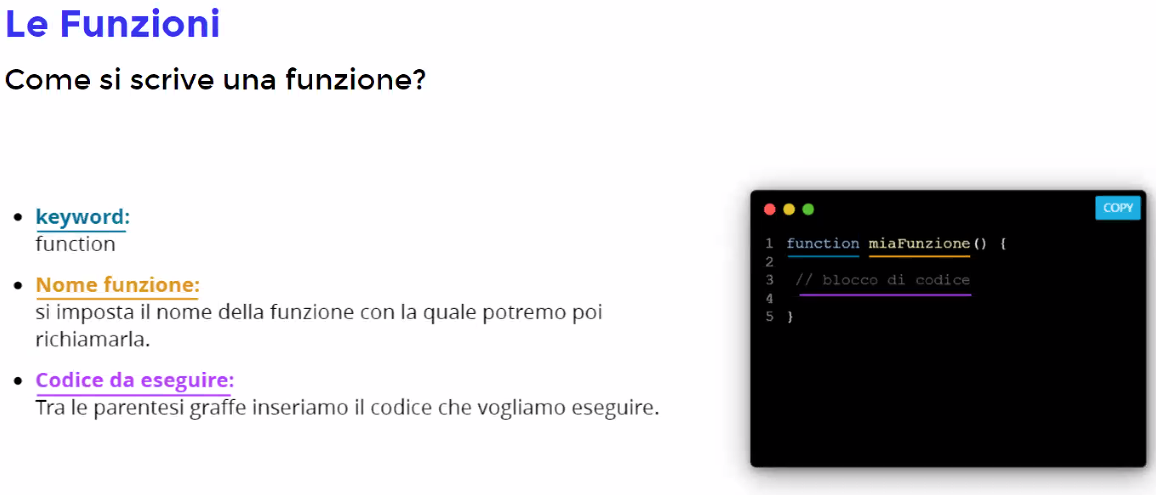 Le Funzioni
Come si scrive una funzione?
• keyword:
function
• Nome funzione:
si imposta il nome della funzione con la quale potremo poi
richiamarla.
• Codice da eseguire:
Tra le parentesi graffe inseriamo il codice che vogliamo eseguire.
COPY
1 function miaFunzione() {
2
3 // blocco di codice
4
5 }